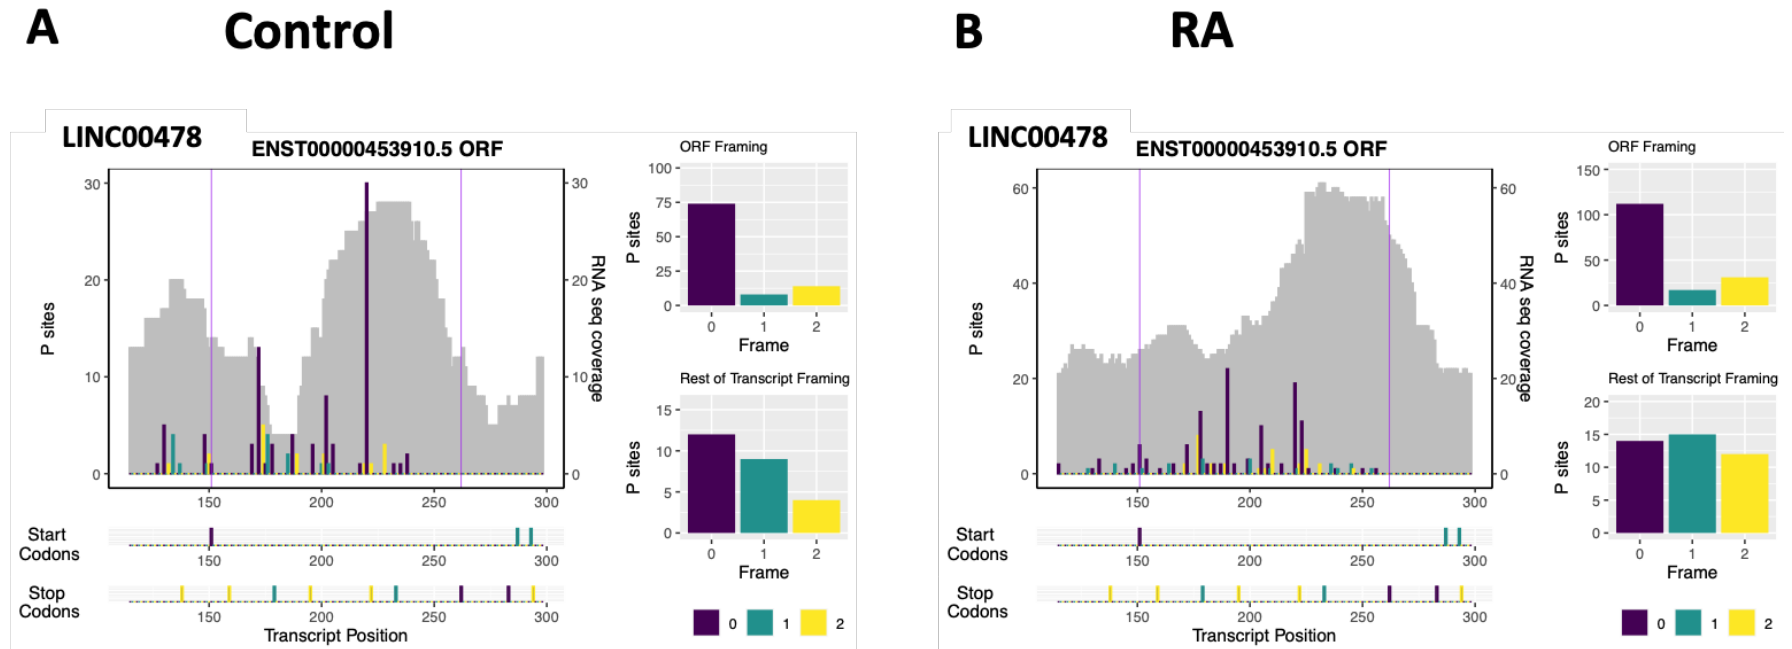 A
Control
LINC00478
ENST00000453910.5 ORF
30
20
10
0
P sites
30
20
10
0
RNA seq coverage
150
200
250
300
Start
Codons
150
200
250
300
Stop
Codons
150
200
250
300
Transcript Position
ORF Framing
100
75
50
25
0
P sites
0
1
2
Frame
Rest of Transcript Framing
15
10
5
0
P sites
0
1
2
Frame
0
1
2
B
RA
LINC00478
ENST00000453910.5 ORF
60
40
20
0
P sites
60
40
20
0
RNA seq coverage
150
200
250
300
Start
Codons
150
200
250
300
Stop
Codons
150
200
250
300
Transcript Position
ORF Framing
150
100
50
0
P sites
0
1
2
Frame
Rest of Transcript Framing
20
15
10
5
0
P sites
0
1
2
Frame
0
1
2